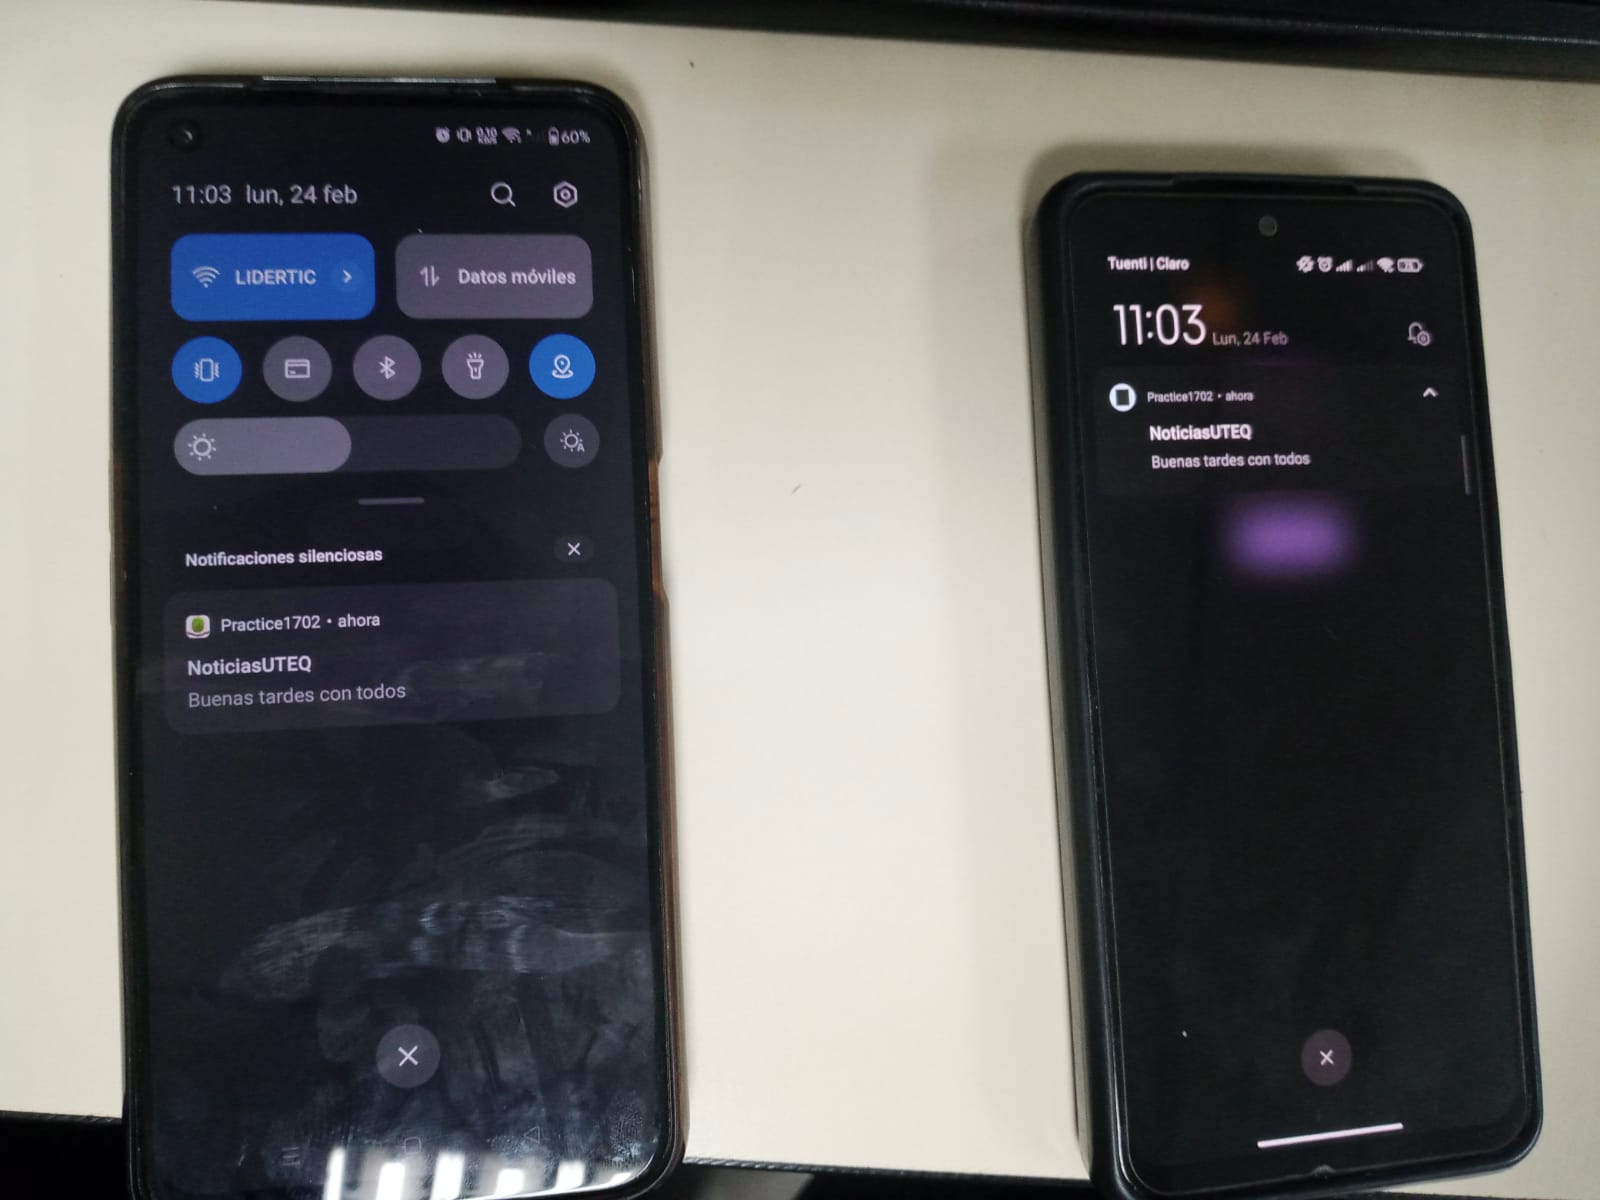 60%
11:03 lun, 24 feb
LIDERTIC
Datos móviles
Notificaciones silenciosas
Practice1702 • ahora
NoticiasUTEQ
Buenas tardes con todos
Tuenti | Claro
11:03 Lun, 24 Feb
Practice1702 • ahora
NoticiasUTEQ
Buenas tardes con todos